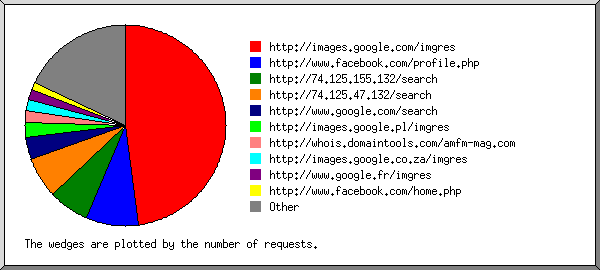 http://images.google.com/imgres
http://www.facebook.com/profile.php
http://74.125.155.132/search
http://74.125.47.132/search
http://www.google.com/search
http://images.google.pl/imgres
http://whois.domaintools.com/amfm-mag.com
http://images.google.co.za/imgres
http://www.google.fr/imgres
http://www.facebook.com/home.php
Other
The wedges are plotted by the number of requests.